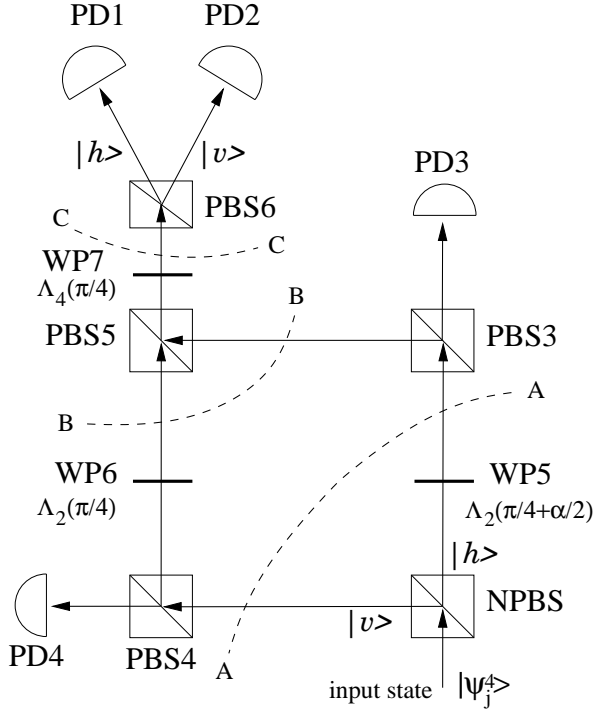 PD1 PD2
|h> |v>
PD3
PBS6
C
C
WP7
Λ₄(π/4)
B
PBS5
PBS3
A
B
WP6
Λ₂(π/4)
WP5
Λ₂(π/4+α/2)
|h>
NPBS
|v>
PD4
PBS4
A
input state |ψ⁴ⱼ>